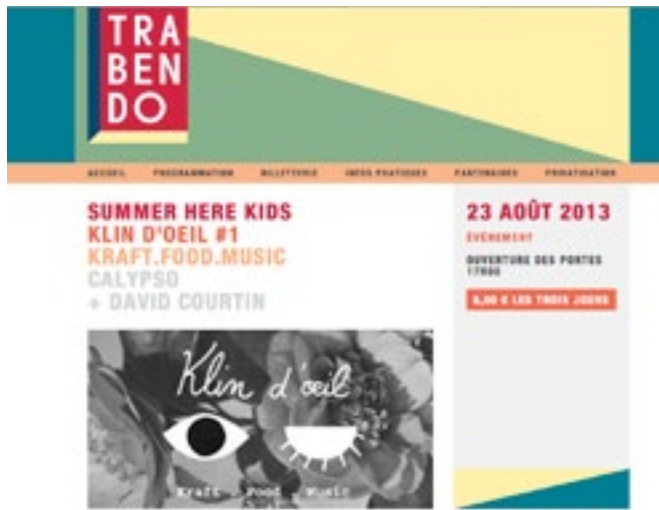 TRA
BEN
DO
ACCUEIL PROGRAMMATION BILLETTERIE INFOS PRATIQUES PARTENAIRES PRIVATISATION
SUMMER HERE KIDS
KLIN D'OEIL #1
KRAFT.FOOD.MUSIC
CALYPSO
+ DAVID COURTIN
23 AOÛT 2013
ÉVÉNEMENT
OUVERTURE DES PORTES
€ LES TROIS JOURS
Klin d'œil
Kraft . Food . Music